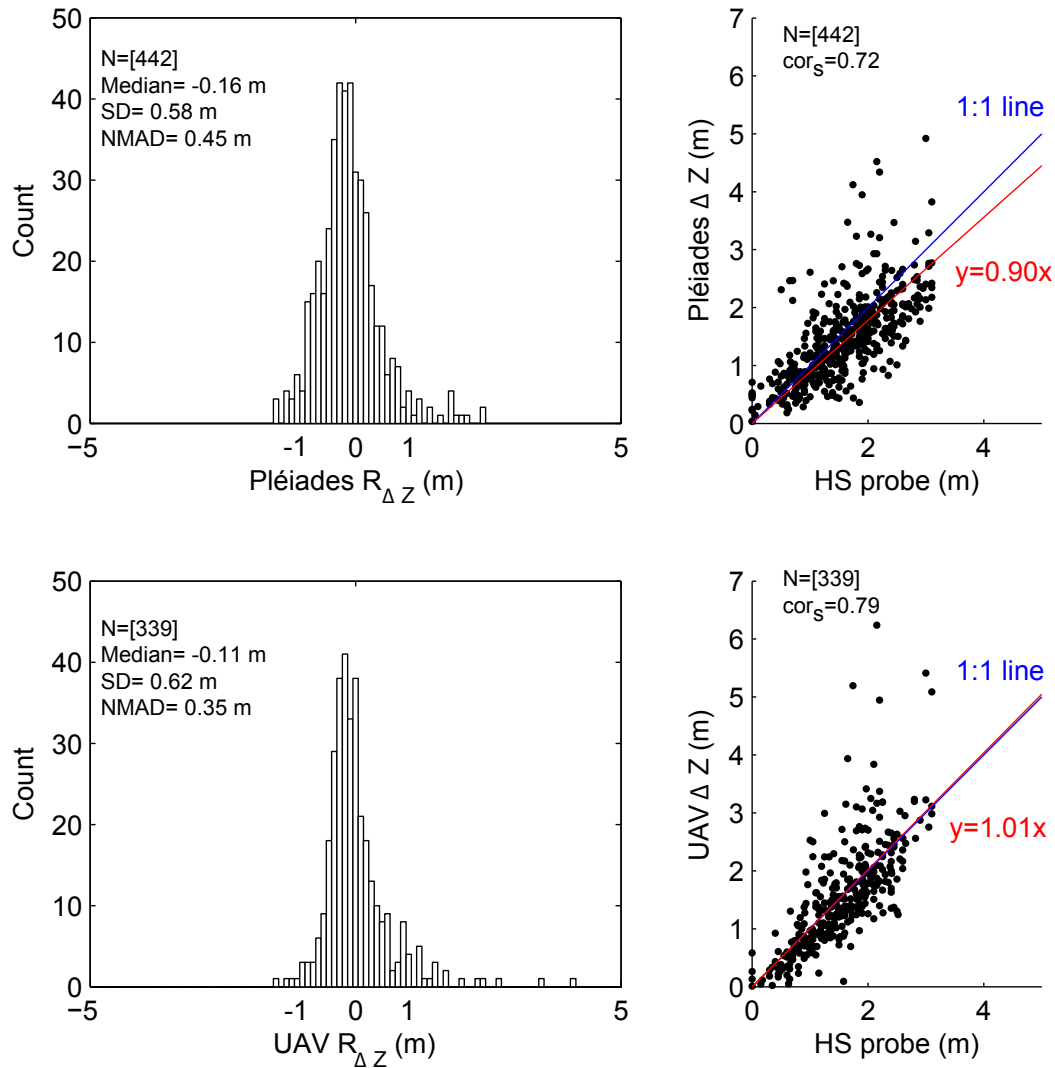 50
40
30
20
10
0
Count
N=[442]
Median= -0.16 m
SD= 0.58 m
NMAD= 0.45 m
−5
-1
0
1
5
Pléiades R_Δ Z (m)
7
6
5
4
3
2
1
0
Pléiades Δ Z (m)
N=[442]
cor_s=0.72
1:1 line
y=0.90x
0
2
4
HS probe (m)
50
40
30
20
10
0
Count
N=[339]
Median= -0.11 m
SD= 0.62 m
NMAD= 0.35 m
−5
-1
0
1
5
UAV R_Δ Z (m)
7
6
5
4
3
2
1
0
UAV Δ Z (m)
N=[339]
cor_s=0.79
1:1 line
y=1.01x
0
2
4
HS probe (m)